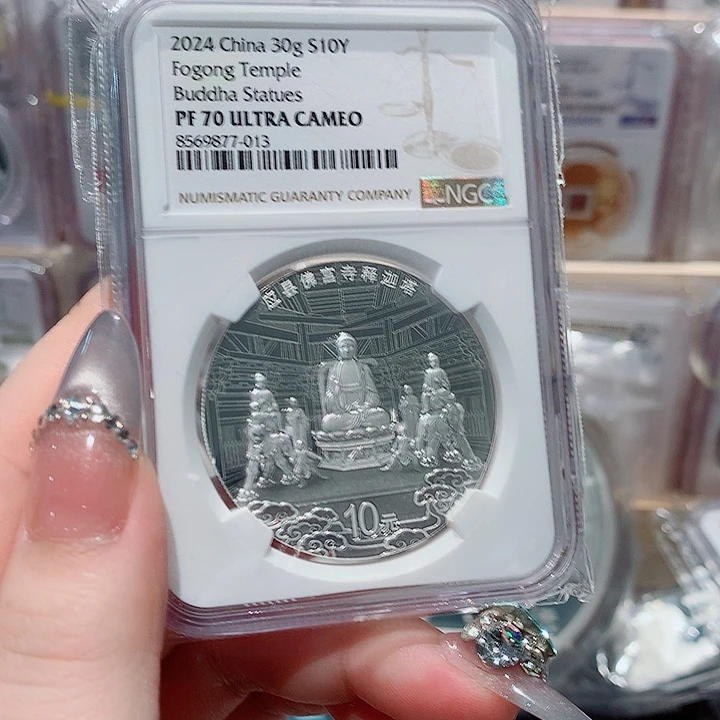 2024 China 30g S10Y
Fogong Temple
Buddha Statues
PF 70 ULTRA CAMEO
8569877-013
NUMISMATIC GUARANTY COMPANY
NGC
应县佛宫寺释迦塔
10元